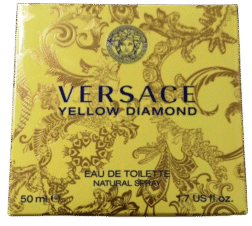 VERSACE
YELLOW DIAMOND
EAU DE TOILETTE
NATURAL SPRAY
50 ml ℮ 1.7 US fl.oz.